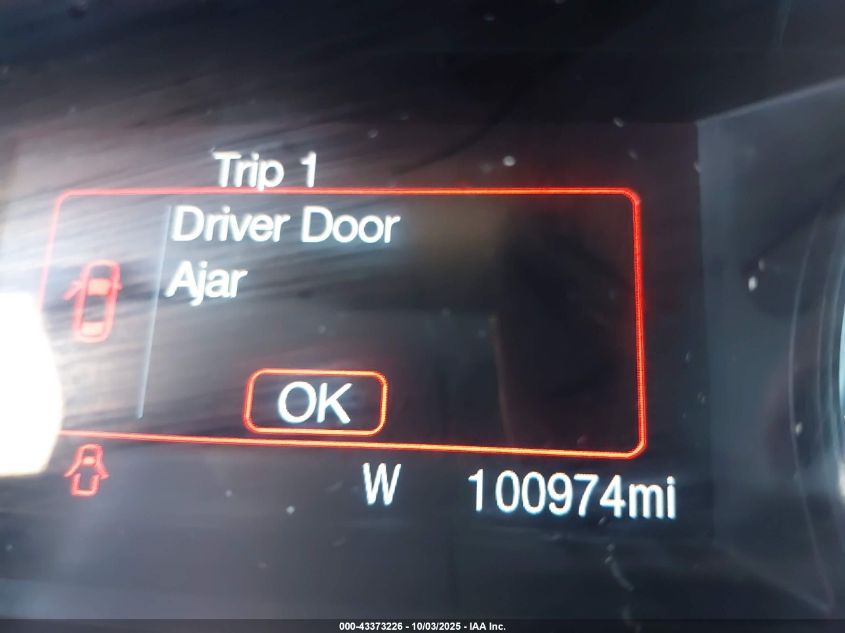 Trip 1
Driver Door
Ajar
OK
W 100974mi
000-43373226 - 10/03/2025 - IAA Inc.